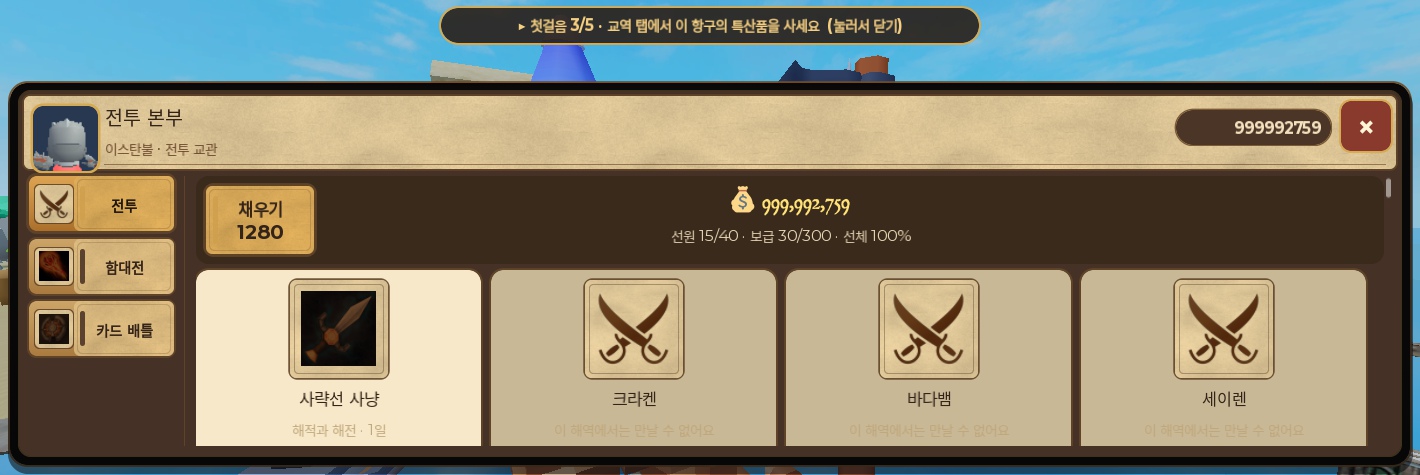 ▸ 첫걸음 3/5 · 교역 탭에서 이 항구의 특산품을 사세요 (눌러서 닫기)
전투 본부
이스탄불 · 전투 교관
999992759
×
전투
함대전
카드 배틀
채우기
1280
999,992,759
선원 15/40 · 보급 30/300 · 선체 100%
사략선 사냥
해적과 해전 · 1일
크라켄
이 해역에서는 만날 수 없어요
바다뱀
이 해역에서는 만날 수 없어요
세이렌
이 해역에서는 만날 수 없어요